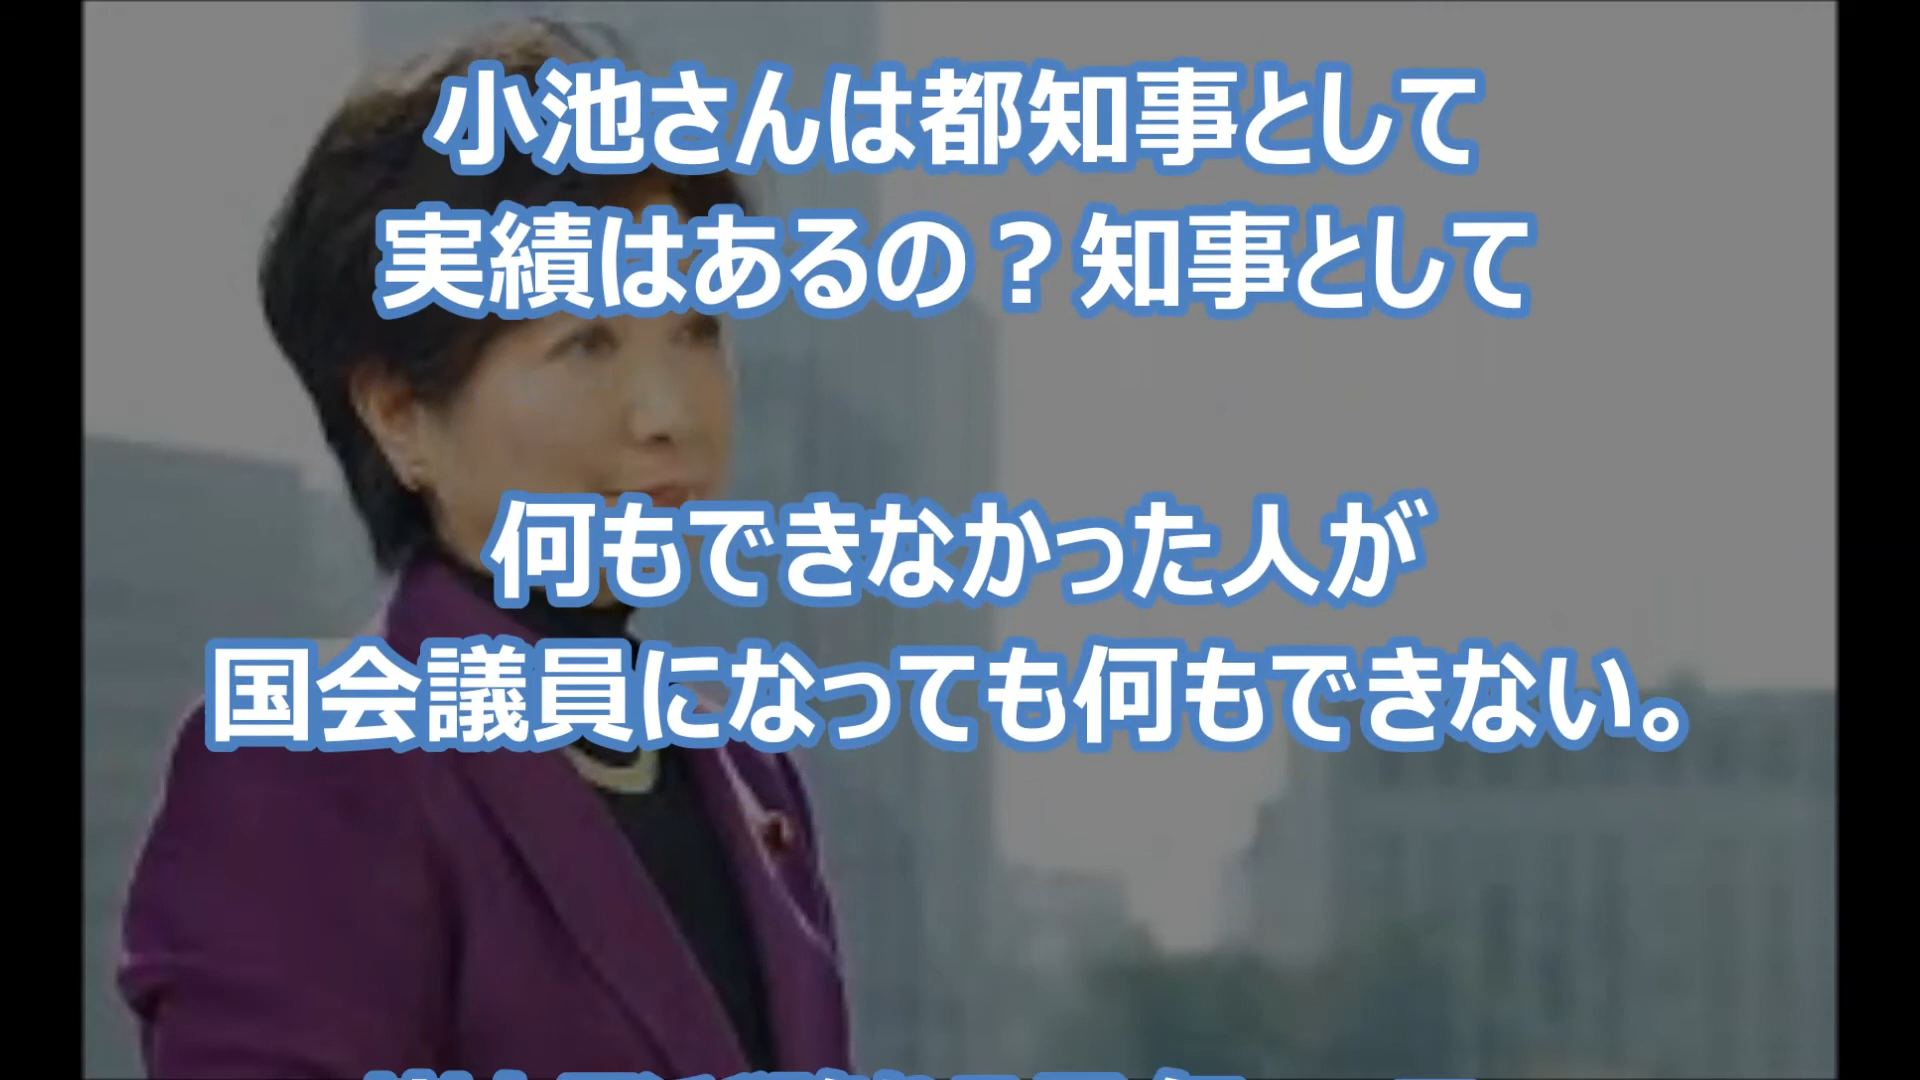 小池さんは都知事として
実績はあるの？知事として
何もできなかった人が
国会議員になっても何もできない。